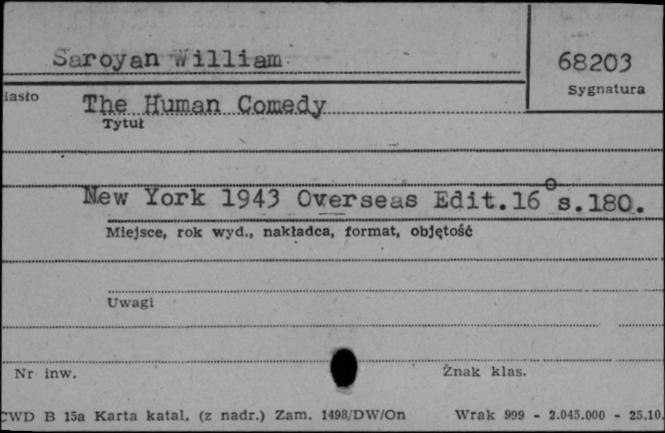 Saroyan William
68203
Sygnatura
iasło
The Human Comedy
Tytuł
New York 1943 Overseas Edit.16° s.180.
Miejsce, rok wyd., nakładca, format, objętość
Uwagi
Nr inw.
Znak klas.
CWD B 15a Karta katal. (z nadr.) Zam. 1498/DW/On Wrak 999 - 2.045.000 - 25.10.